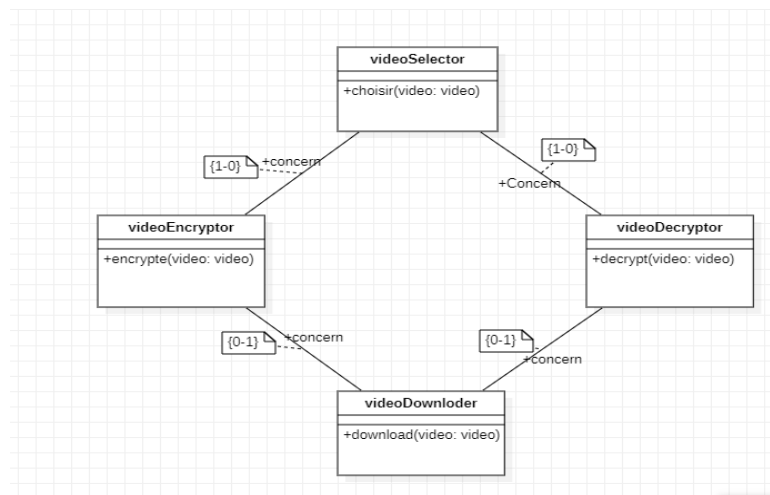 videoSelector
+choisir(video: video)
{1-0}
+concern
{1-0}
+Concern
videoEncryptor
+encrypte(video: video)
videoDecryptor
+decrypt(video: video)
{0-1}
+concern
{0-1}
+concern
videoDownloder
+download(video: video)